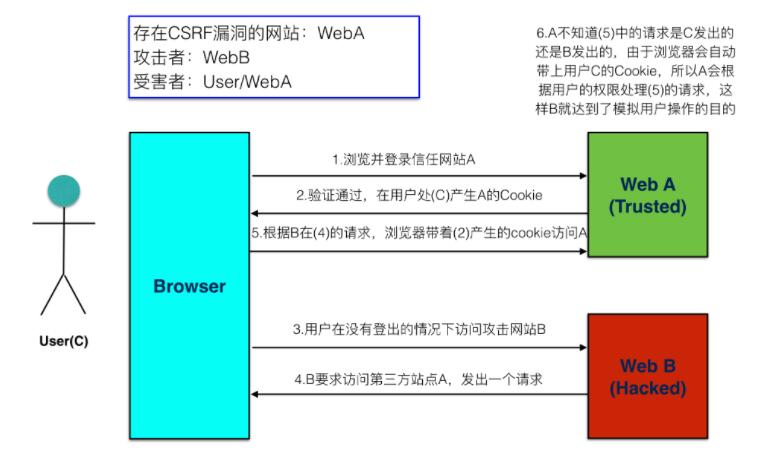 存在CSRF漏洞的网站：WebA
攻击者：WebB
受害者：User/WebA
6.A不知道(5)中的请求是C发出的
还是B发出的，由于浏览器会自动
带上用户C的Cookie，所以A会根
据用户的权限处理(5)的请求，这
样B就达到了模拟用户操作的目的
1.浏览并登录信任网站A
2.验证通过，在用户处(C)产生A的Cookie
5.根据B在(4)的请求，浏览器带着(2)产生的cookie访问A
Web A
(Trusted)
Browser
User(C)
3.用户在没有登出的情况下访问攻击网站B
4.B要求访问第三方站点A，发出一个请求
Web B
(Hacked)